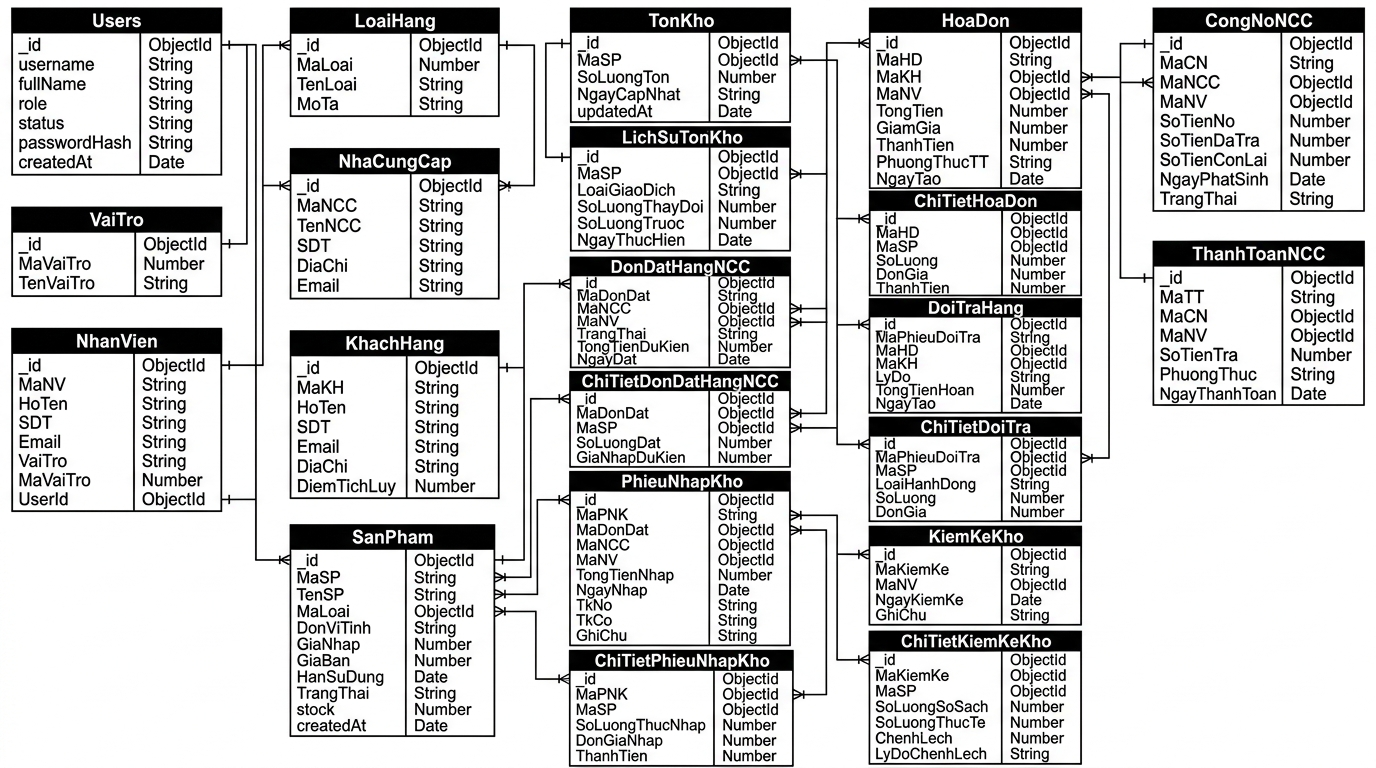 Users
_id ObjectId
username String
fullName String
role String
status String
passwordHash String
createdAt Date
VaiTro
_id ObjectId
MaVaiTro Number
TenVaiTro String
NhanVien
_id ObjectId
MaNV String
HoTen String
SDT String
Email String
VaiTro String
MaVaiTro Number
UserId ObjectId
LoaiHang
_id ObjectId
MaLoai Number
TenLoai String
MoTa String
NhaCungCap
_id ObjectId
MaNCC String
TenNCC String
SDT String
DiaChi String
Email String
KhachHang
_id ObjectId
MaKH String
HoTen String
SDT String
Email String
DiaChi String
DiemTichLuy Number
SanPham
_id ObjectId
MaSP String
TenSP String
MaLoai ObjectId
DonViTinh String
GiaNhap Number
GiaBan Number
HanSuDung Date
TrangThai String
stock Number
createdAt Date
TonKho
_id ObjectId
MaSP ObjectId
SoLuongTon Number
NgayCapNhat String
updatedAt Date
LichSuTonKho
_id ObjectId
MaSP ObjectId
LoaiGiaoDich String
SoLuongThayDoi Number
SoLuongTruoc Number
NgayThucHien Date
DonDatHangNCC
_id ObjectId
MaDonDat String
MaNCC ObjectId
MaNV ObjectId
TrangThai String
TongTienDuKien Number
NgayDat Date
ChiTietDonDatHangNCC
_id ObjectId
MaDonDat ObjectId
MaSP ObjectId
SoLuongDat Number
GiaNhapDuKien Number
PhieuNhapKho
_id ObjectId
MaPNK String
MaDonDat ObjectId
MaNCC ObjectId
MaNV ObjectId
TongTienNhap Number
NgayNhap Date
TkNo String
TkCo String
GhiChu String
ChiTietPhieuNhapKho
_id ObjectId
MaPNK ObjectId
MaSP ObjectId
SoLuongThucNhap Number
DonGiaNhap Number
ThanhTien Number
HoaDon
_id ObjectId
MaHD String
MaKH ObjectId
MaNV ObjectId
TongTien Number
GiamGia Number
ThanhTien Number
PhuongThucTT String
NgayTao Date
ChiTietHoaDon
_id ObjectId
MaHD ObjectId
MaSP ObjectId
SoLuong Number
DonGia Number
ThanhTien Number
DoiTraHang
_id ObjectId
MaPhieuDoiTra String
MaHD ObjectId
MaKH ObjectId
LyDo String
TongTienHoan Number
NgayTao Date
ChiTietDoiTra
_id ObjectId
MaPhieuDoiTra ObjectId
MaSP ObjectId
LoaiHanhDong String
SoLuong Number
DonGia Number
KiemKeKho
_id ObjectId
MaKiemKe String
MaNV ObjectId
NgayKiemKe Date
GhiChu String
ChiTietKiemKeKho
_id ObjectId
MaKiemKe ObjectId
MaSP ObjectId
SoLuongSoSach Number
SoLuongThucTe Number
ChenhLech Number
LyDoChenhLech String
CongNoNCC
_id ObjectId
MaCN String
MaNCC ObjectId
MaNV ObjectId
SoTienNo Number
SoTienDaTra Number
SoTienConLai Number
NgayPhatSinh Date
TrangThai String
ThanhToanNCC
_id ObjectId
MaTT String
MaCN ObjectId
MaNV ObjectId
SoTienTra Number
PhuongThuc String
NgayThanhToan Date